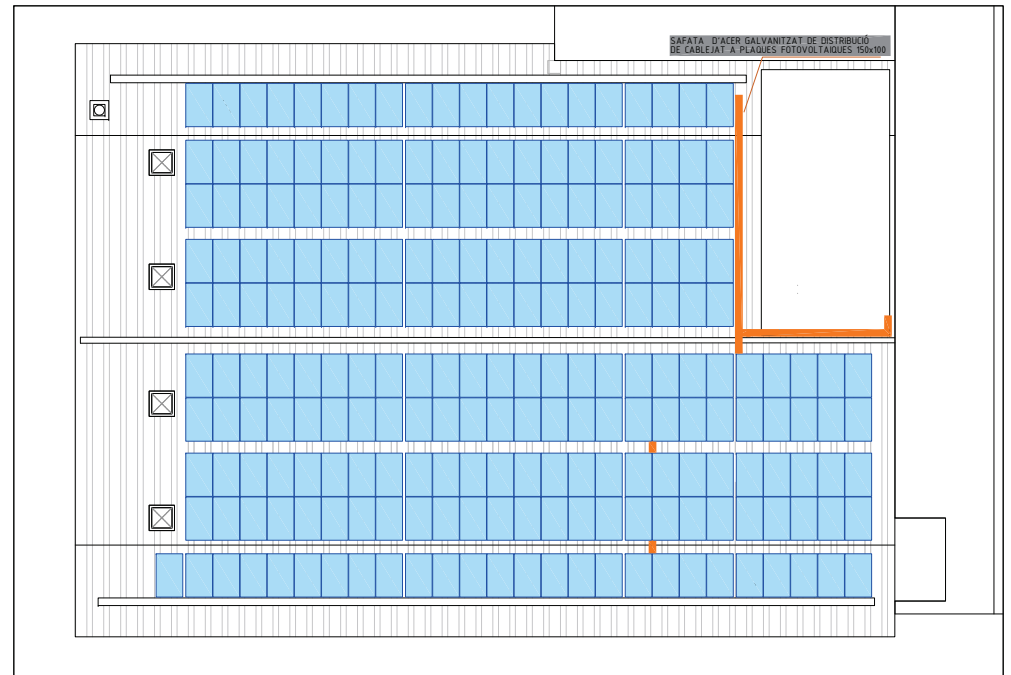 SAFATA D'ACER GALVANITZAT DE DISTRIBUCIÓ
DE CABLEJAT A PLAQUES FOTOVOLTAIQUES 150x100